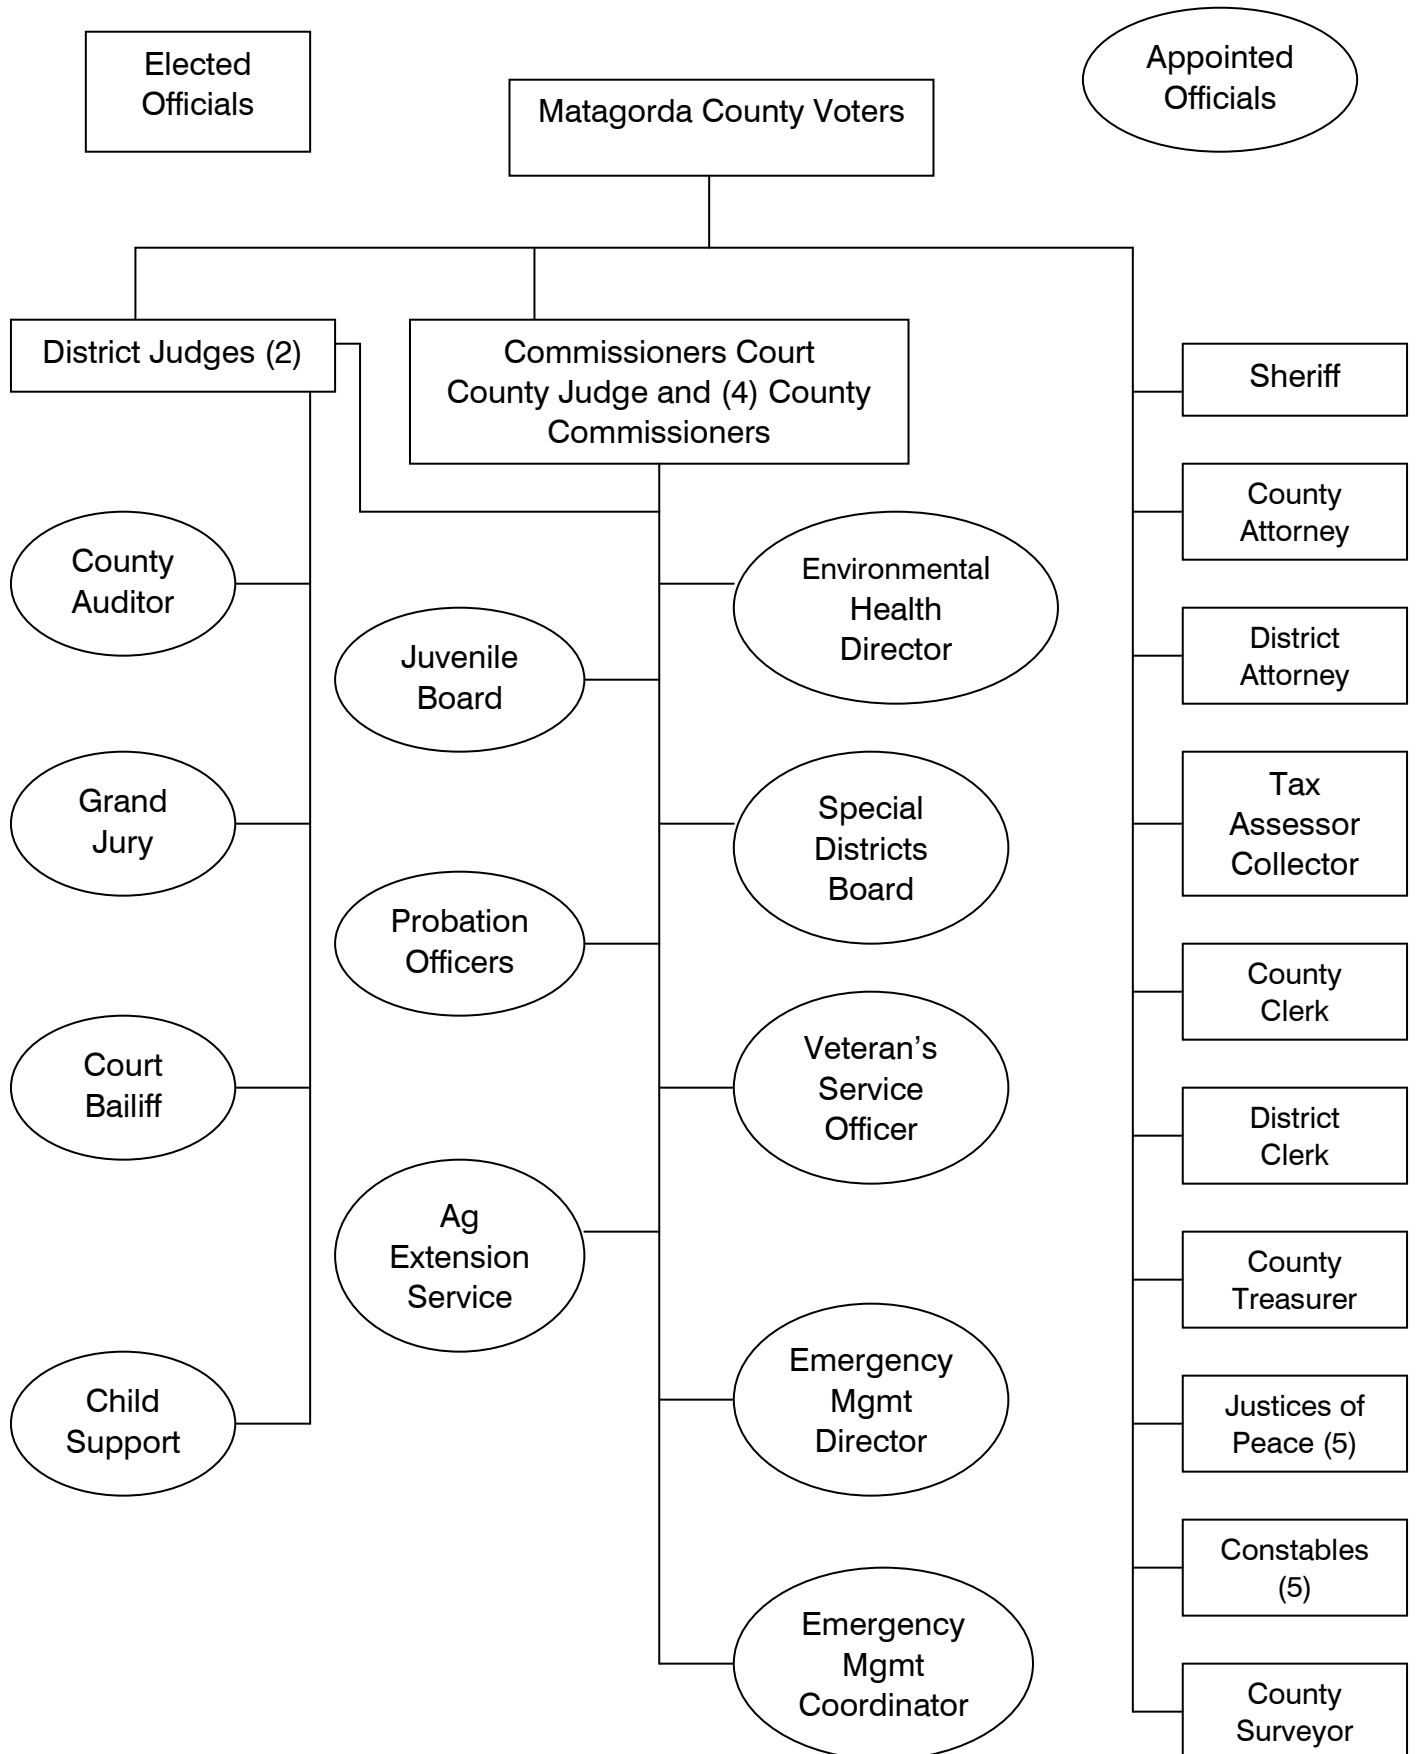 Elected
Officials
Matagorda County Voters
Appointed
Officials
District Judges (2)
Commissioners Court
County Judge and (4) County
Commissioners
County
Auditor
Grand
Jury
Court
Bailiff
Child
Support
Juvenile
Board
Probation
Officers
Ag
Extension
Service
Environmental
Health
Director
Special
Districts
Board
Veteran’s
Service
Officer
Emergency
Mgmt
Director
Emergency
Mgmt
Coordinator
Sheriff
County
Attorney
District
Attorney
Tax
Assessor
Collector
County
Clerk
District
Clerk
County
Treasurer
Justices of
Peace (5)
Constables
(5)
County
Surveyor